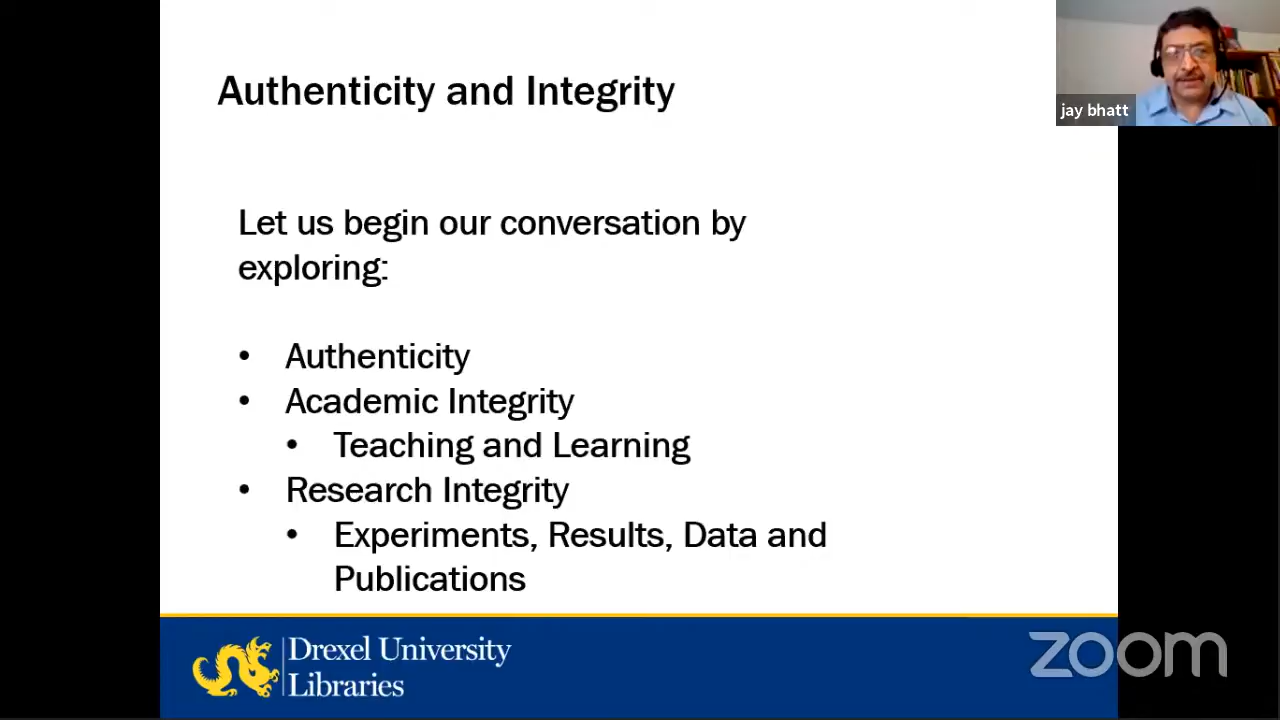 Authenticity and Integrity
jay bhatt
Let us begin our conversation by
exploring:
• Authenticity
• Academic Integrity
• Teaching and Learning
• Research Integrity
• Experiments, Results, Data and
Publications
Drexel University
Libraries
zoom